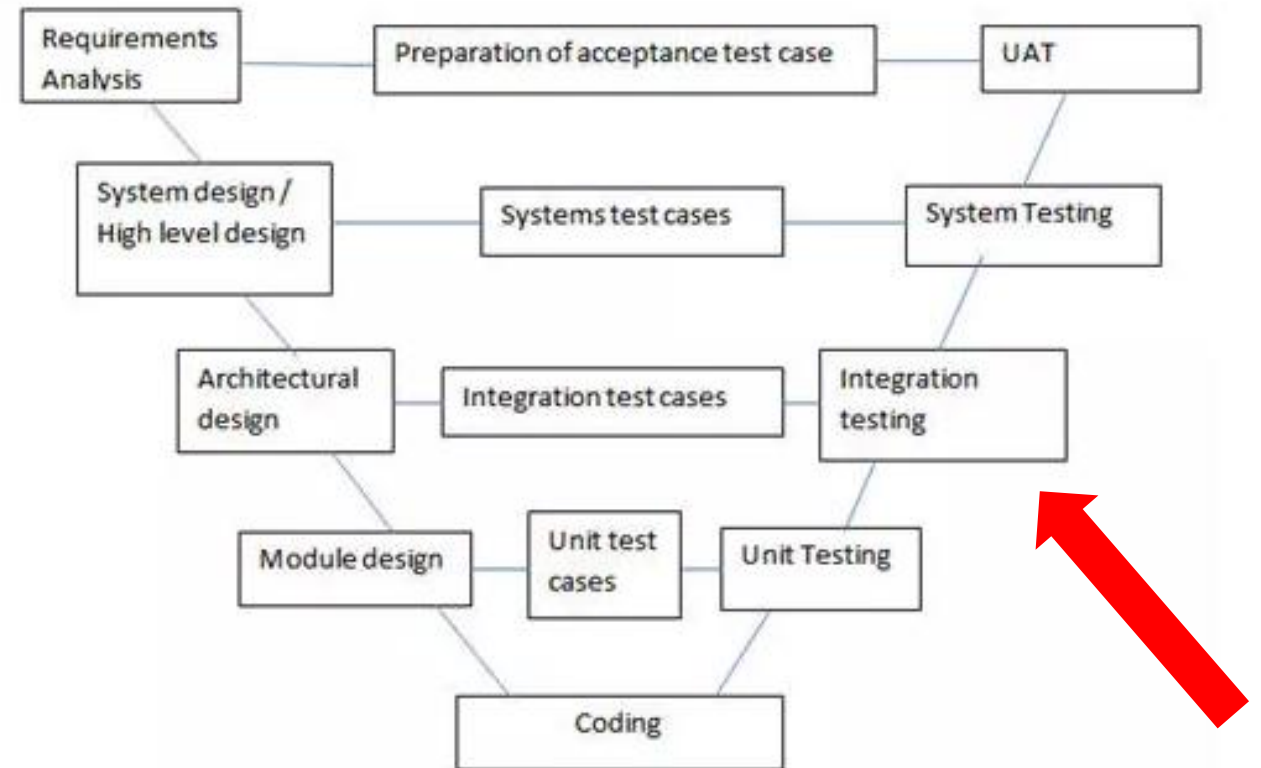 Requirements
Analysis
Preparation of acceptance test case
UAT
System design /
High level design
Systems test cases
System Testing
Architectural
design
Integration test cases
Integration
testing
Module design
Unit test
cases
Unit Testing
Coding